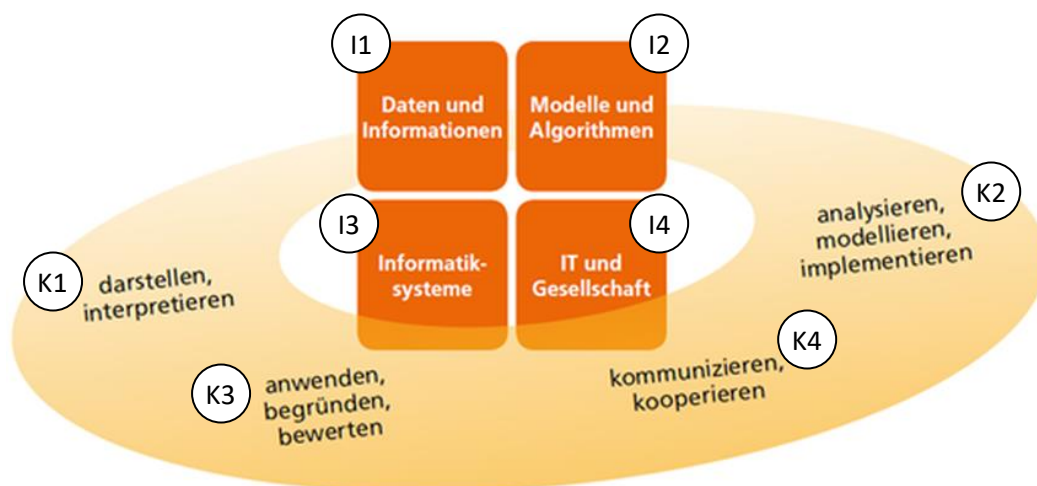 I1
I2
Daten und
Informationen
Modelle und
Algorithmen
I3
I4
Informatik-
systeme
IT und
Gesellschaft
K1
darstellen,
interpretieren
K2
analysieren,
modellieren,
implementieren
K3
anwenden,
begründen,
bewerten
K4
kommunizieren,
kooperieren